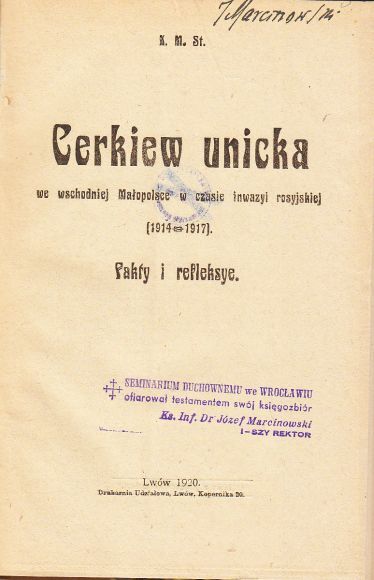 J Marcinowski
K. M. St.
Cerkiew unicka
we wschodniej Małopolsce w czasie inwazyi rosyjskiej
(1914-1917).
Fakty i refleksye.
SEMINARIUM DUCHOWNEMU we WROCŁAWIU
ofiarował testamentem swój księgozbiór
Ks. Inf. Dr Józef Marcinowski
I-SZY REKTOR
Lwów 1920.
Drukarnia Udziałowa, Lwów, Kopernika 20.